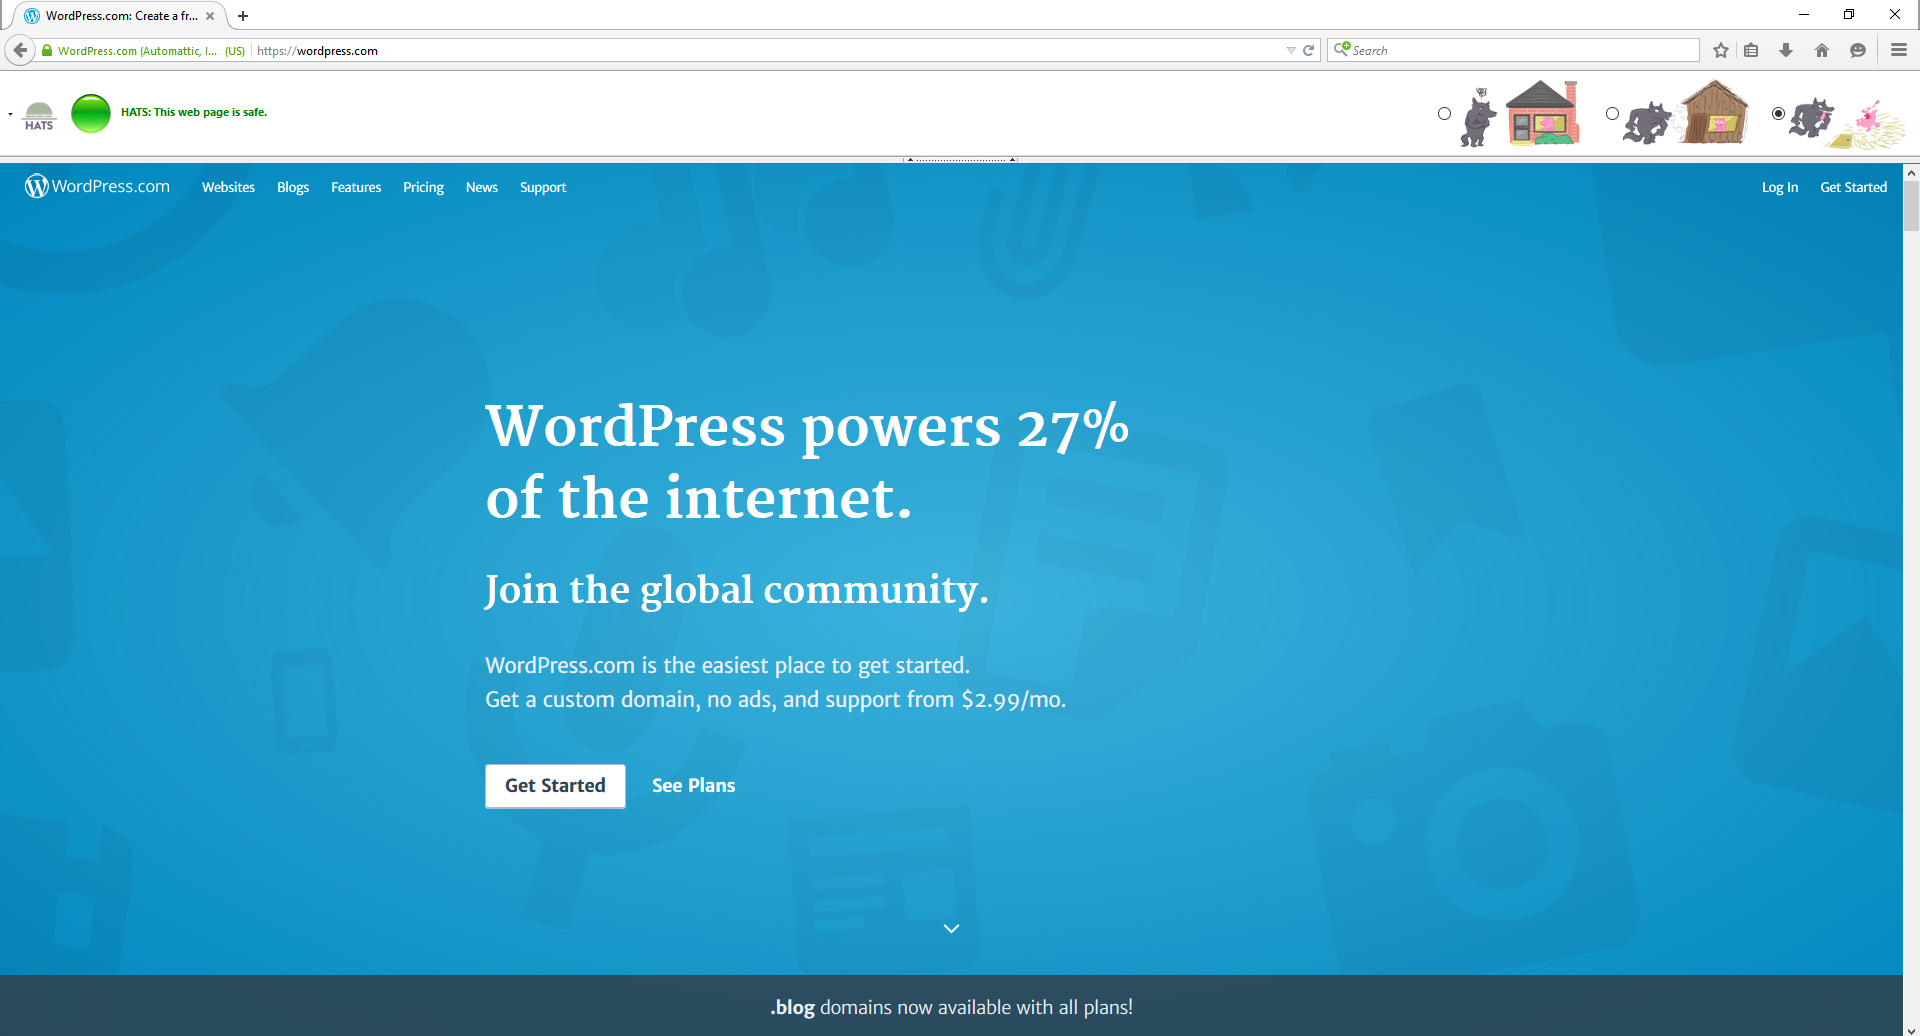 WordPress.com: Create a fr...
WordPress.com (Automattic, I... (US) https://wordpress.com
Search
HATS
HATS: This web page is safe.
WordPress.com Websites Blogs Features Pricing News Support Log In Get Started
WordPress powers 27%
of the internet.
Join the global community.
WordPress.com is the easiest place to get started.
Get a custom domain, no ads, and support from $2.99/mo.
Get Started See Plans
.blog domains now available with all plans!